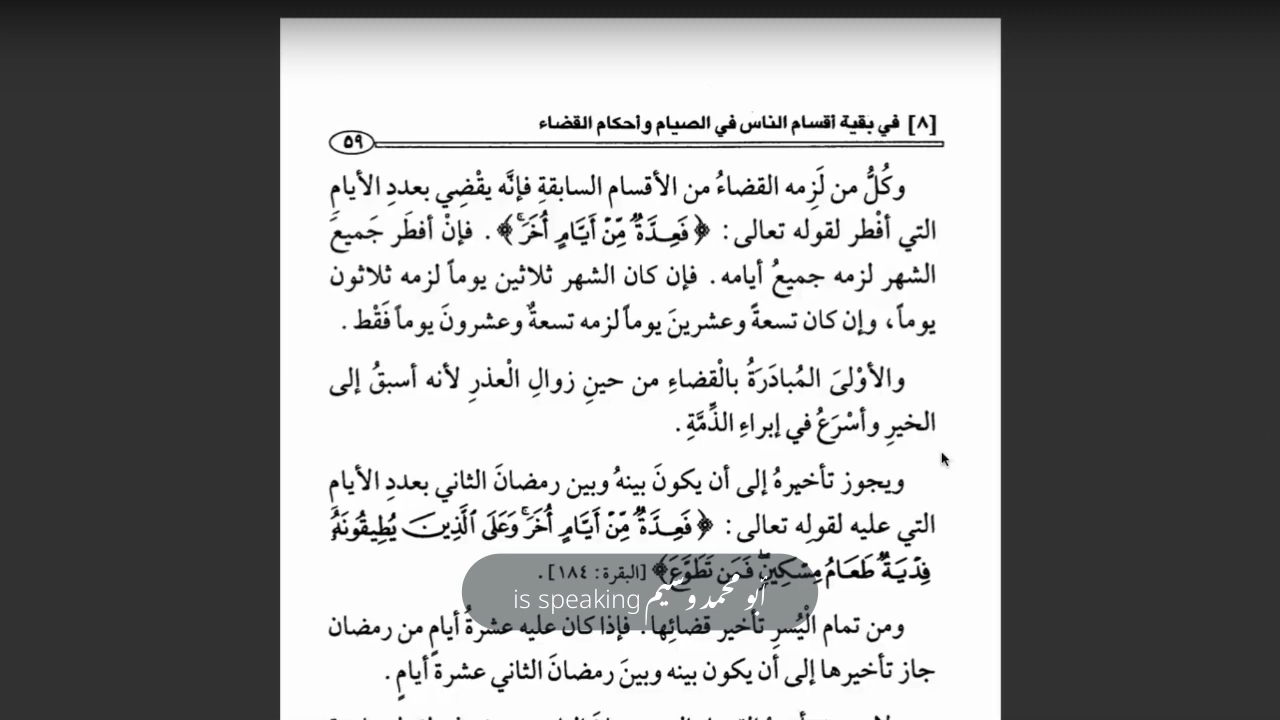 [٨] في بقية أقسام الناس في الصيام وأحكام القضاء
٥٩
وكُلُّ من لَزِمه القضاءُ من الأقسام السابقةِ فإنَّه يقْضِي بعددِ الأيامِ
التي أفْطر لقوله تعالى: ﴿فَعِدَّةٌ مِّنْ أَيَّامٍ أُخَرَۚ﴾. فإنْ أفطَر جَميعَ
الشهر لزمه جميعُ أيامه. فإن كان الشهر ثلاثين يوماً لزمه ثلاثون
يوماً، وإن كان تسعةً وعشرينَ يوماً لزمه تسعةٌ وعشرونَ يوماً فَقْط.
والأوْلىَ المُبادَرَةُ بالْقضاءِ من حينِ زوالِ الْعذرِ لأنه أسبقُ إلى
الخيرِ وأسْرَعُ في إبراءِ الذِّمَّةِ.
ويجوز تأخيرهُ إلى أن يكونَ بينهُ وبين رمضانَ الثاني بعددِ الأيامِ
التي عليه لقولِه تعالى: ﴿فَعِدَّةٌ مِّنْ أَيَّامٍ أُخَرَۚ وَعَلَى ٱلَّذِينَ يُطِيقُونَهُۥ
فِدْيَةٌ طَعَامُ مِسْكِينٍۖ فَمَن تَطَوَّعَ﴾ [البقرة: ١٨٤].
أبو محمد وسيم is speaking
ومن تمام الْيُسرِ تأخير قضائِها. فإذا كان عليه عشرةُ أيامٍ من رمضان
جاز تأخيرها إلى أن يكون بينه وبينَ رمضانَ الثاني عشرةَ أيامٍ.